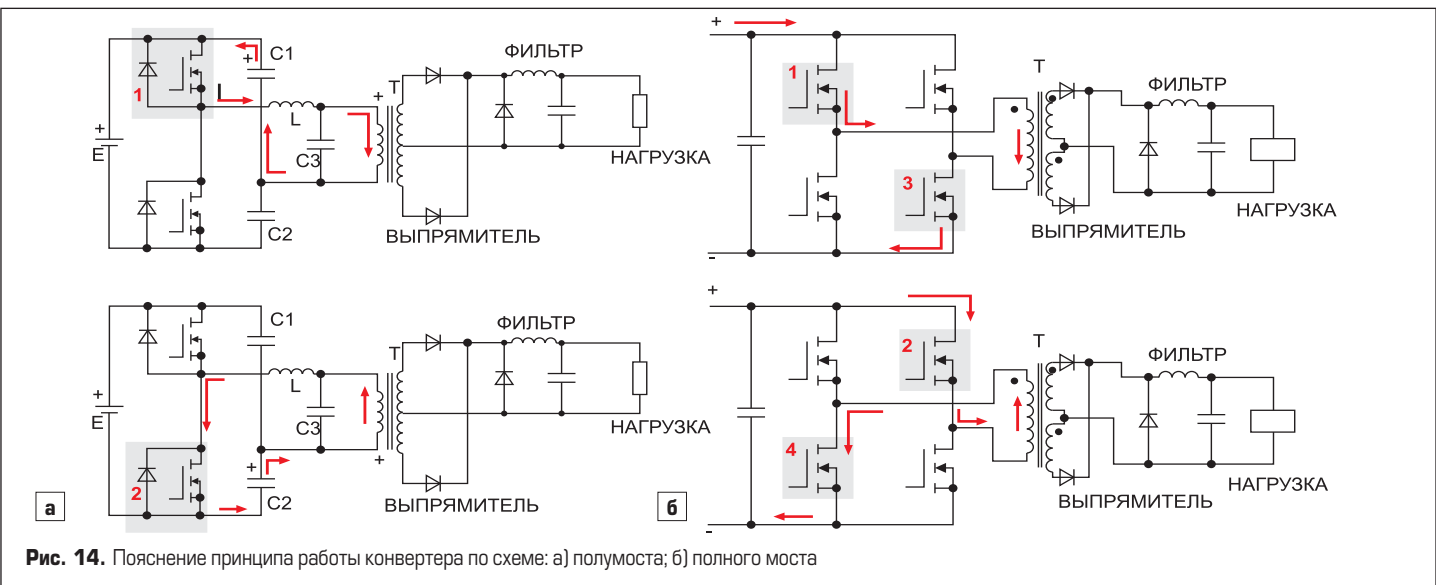 +
C1
ФИЛЬТР
1
+
T
+
L
+
E
C3
НАГРУЗКА
C2
ВЫПРЯМИТЕЛЬ
+
1
T
ФИЛЬТР
3
НАГРУЗКА
ВЫПРЯМИТЕЛЬ
-
C1
ФИЛЬТР
T
L
+
E
C3
НАГРУЗКА
+
+
2
C2
ВЫПРЯМИТЕЛЬ
а
+
2
T
ФИЛЬТР
4
НАГРУЗКА
ВЫПРЯМИТЕЛЬ
-
б
Рис. 14. Пояснение принципа работы конвертера по схеме: а) полумоста; б) полного моста